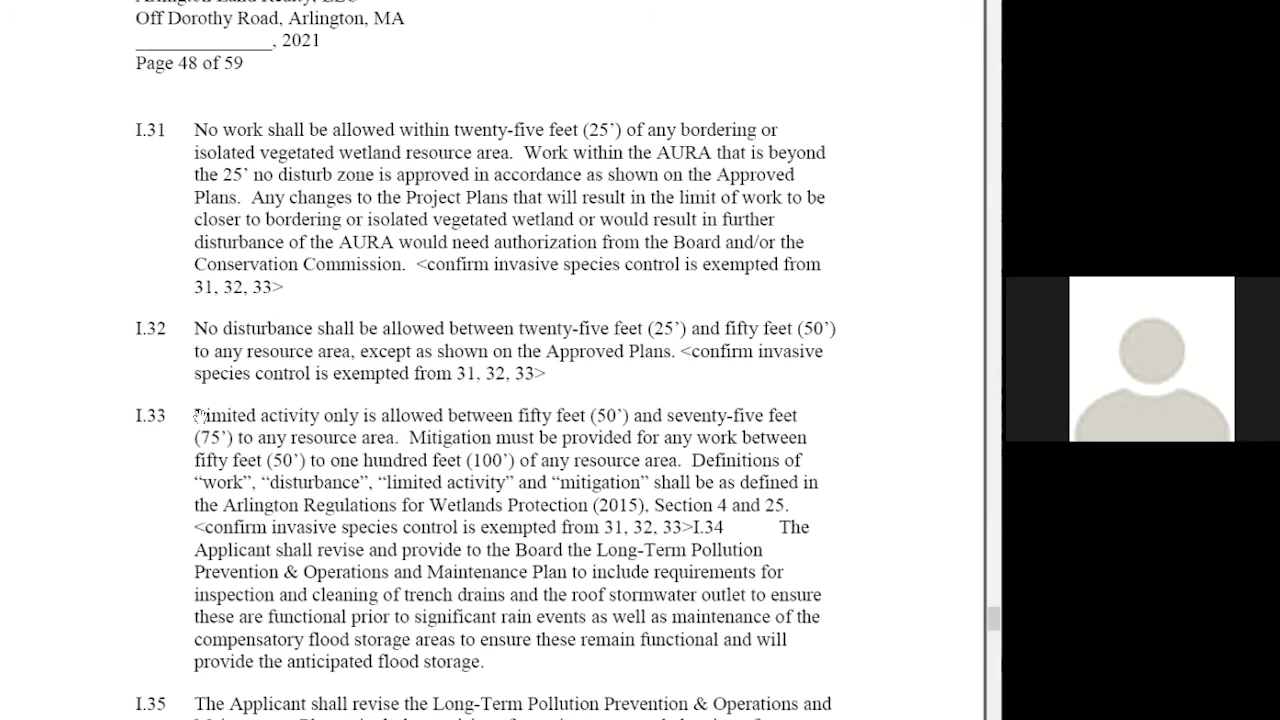 Off Dorothy Road, Arlington, MA
______________, 2021
Page 48 of 59
I.31 No work shall be allowed within twenty-five feet (25’) of any bordering or
isolated vegetated wetland resource area. Work within the AURA that is beyond
the 25’ no disturb zone is approved in accordance as shown on the Approved
Plans. Any changes to the Project Plans that will result in the limit of work to be
closer to bordering or isolated vegetated wetland or would result in further
disturbance of the AURA would need authorization from the Board and/or the
Conservation Commission. <confirm invasive species control is exempted from
31, 32, 33>
I.32 No disturbance shall be allowed between twenty-five feet (25’) and fifty feet (50’)
to any resource area, except as shown on the Approved Plans. <confirm invasive
species control is exempted from 31, 32, 33>
I.33 Limited activity only is allowed between fifty feet (50’) and seventy-five feet
(75’) to any resource area. Mitigation must be provided for any work between
fifty feet (50’) to one hundred feet (100’) of any resource area. Definitions of
“work”, “disturbance”, “limited activity” and “mitigation” shall be as defined in
the Arlington Regulations for Wetlands Protection (2015), Section 4 and 25.
<confirm invasive species control is exempted from 31, 32, 33>I.34 The
Applicant shall revise and provide to the Board the Long-Term Pollution
Prevention & Operations and Maintenance Plan to include requirements for
inspection and cleaning of trench drains and the roof stormwater outlet to ensure
these are functional prior to significant rain events as well as maintenance of the
compensatory flood storage areas to ensure these remain functional and will
provide the anticipated flood storage.
I.35 The Applicant shall revise the Long-Term Pollution Prevention & Operations and